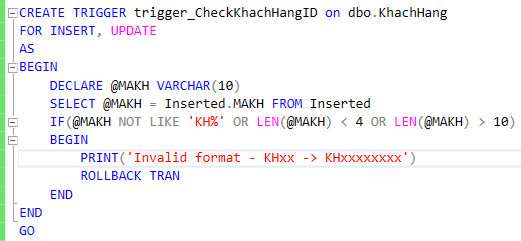 CREATE TRIGGER trigger_CheckKhachHangID on dbo.KhachHang
FOR INSERT, UPDATE
AS
BEGIN
DECLARE @MAKH VARCHAR(10)
SELECT @MAKH = Inserted.MAKH FROM Inserted
IF(@MAKH NOT LIKE 'KH%' OR LEN(@MAKH) < 4 OR LEN(@MAKH) > 10)
BEGIN
PRINT('Invalid format - KHxx -> KHxxxxxxxx')
ROLLBACK TRAN
END
END
GO